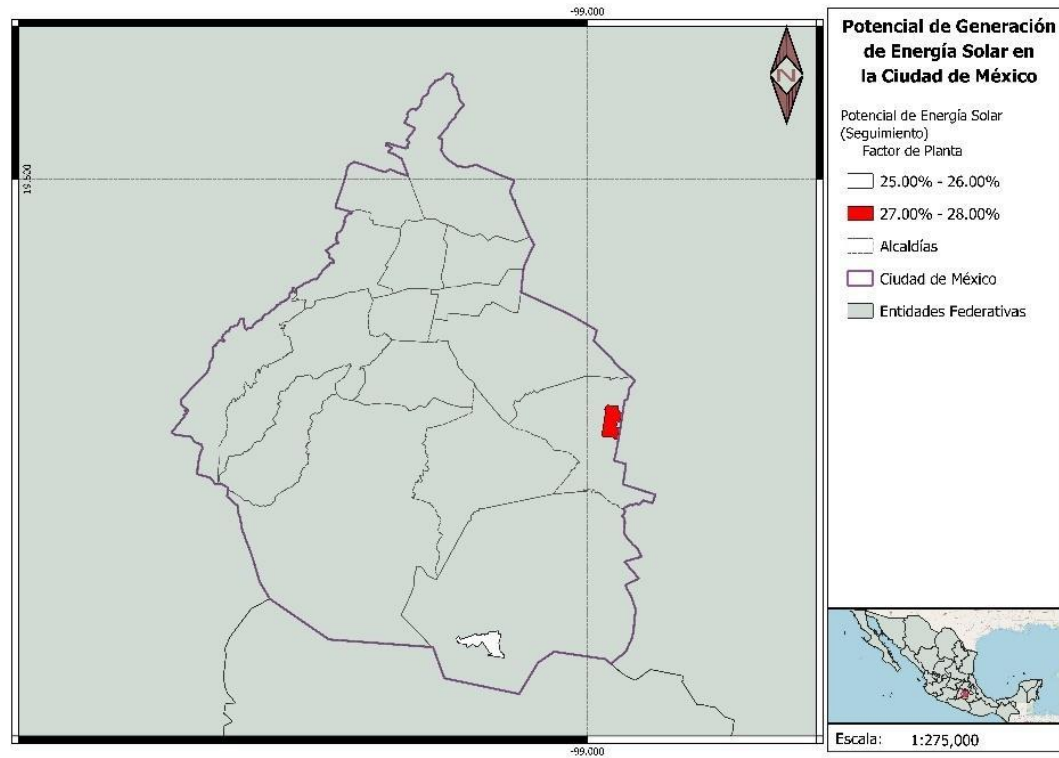 -99.000
19.500
N
-99.000
Potencial de Generación
de Energía Solar en
la Ciudad de México
Potencial de Energía Solar
(Seguimiento)
Factor de Planta
25.00% - 26.00%
27.00% - 28.00%
Alcaldías
Ciudad de México
Entidades Federativas
Escala: 1:275,000